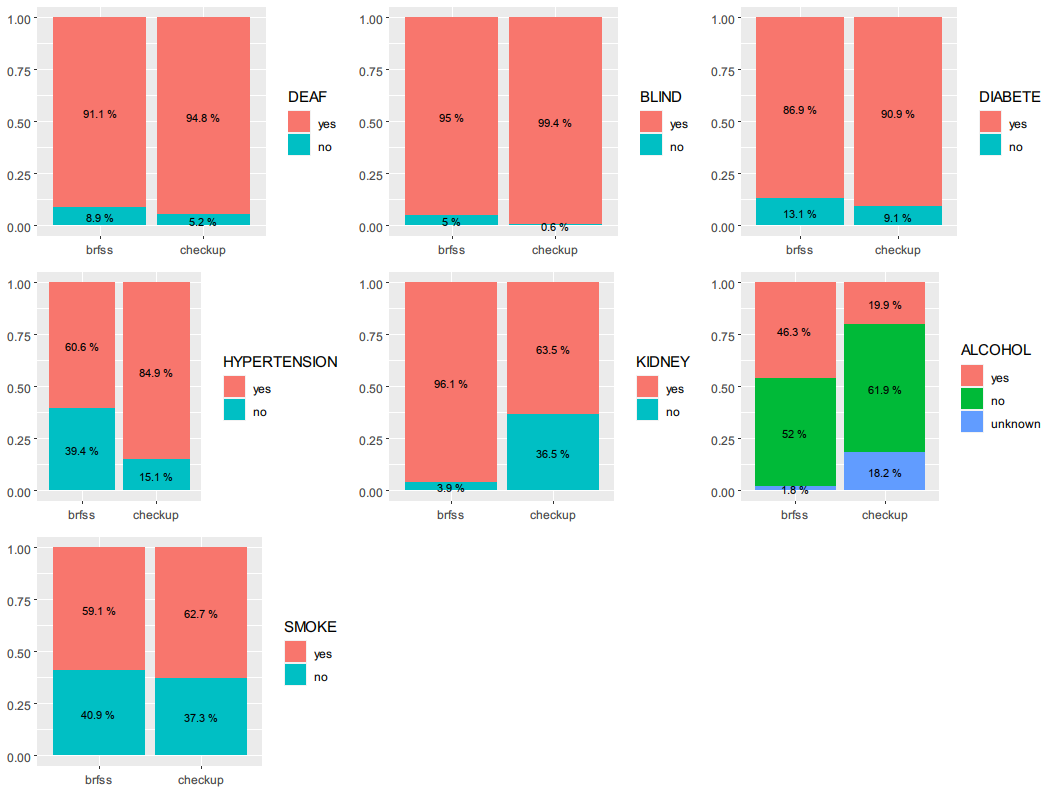 DEAF
1.00
0.75
0.50
0.25
0.00
91.1 %
94.8 %
8.9 %
5.2 %
yes
no
brfss
checkup
BLIND
1.00
0.75
0.50
0.25
0.00
95 %
99.4 %
5 %
0.6 %
yes
no
brfss
checkup
DIABETE
1.00
0.75
0.50
0.25
0.00
86.9 %
90.9 %
13.1 %
9.1 %
yes
no
brfss
checkup
HYPERTENSION
1.00
0.75
0.50
0.25
0.00
60.6 %
84.9 %
39.4 %
15.1 %
yes
no
brfss
checkup
KIDNEY
1.00
0.75
0.50
0.25
0.00
96.1 %
63.5 %
3.9 %
36.5 %
yes
no
brfss
checkup
ALCOHOL
1.00
0.75
0.50
0.25
0.00
46.3 %
19.9 %
52 %
61.9 %
1.8 %
18.2 %
yes
no
unknown
brfss
checkup
SMOKE
1.00
0.75
0.50
0.25
0.00
59.1 %
62.7 %
40.9 %
37.3 %
yes
no
brfss
checkup